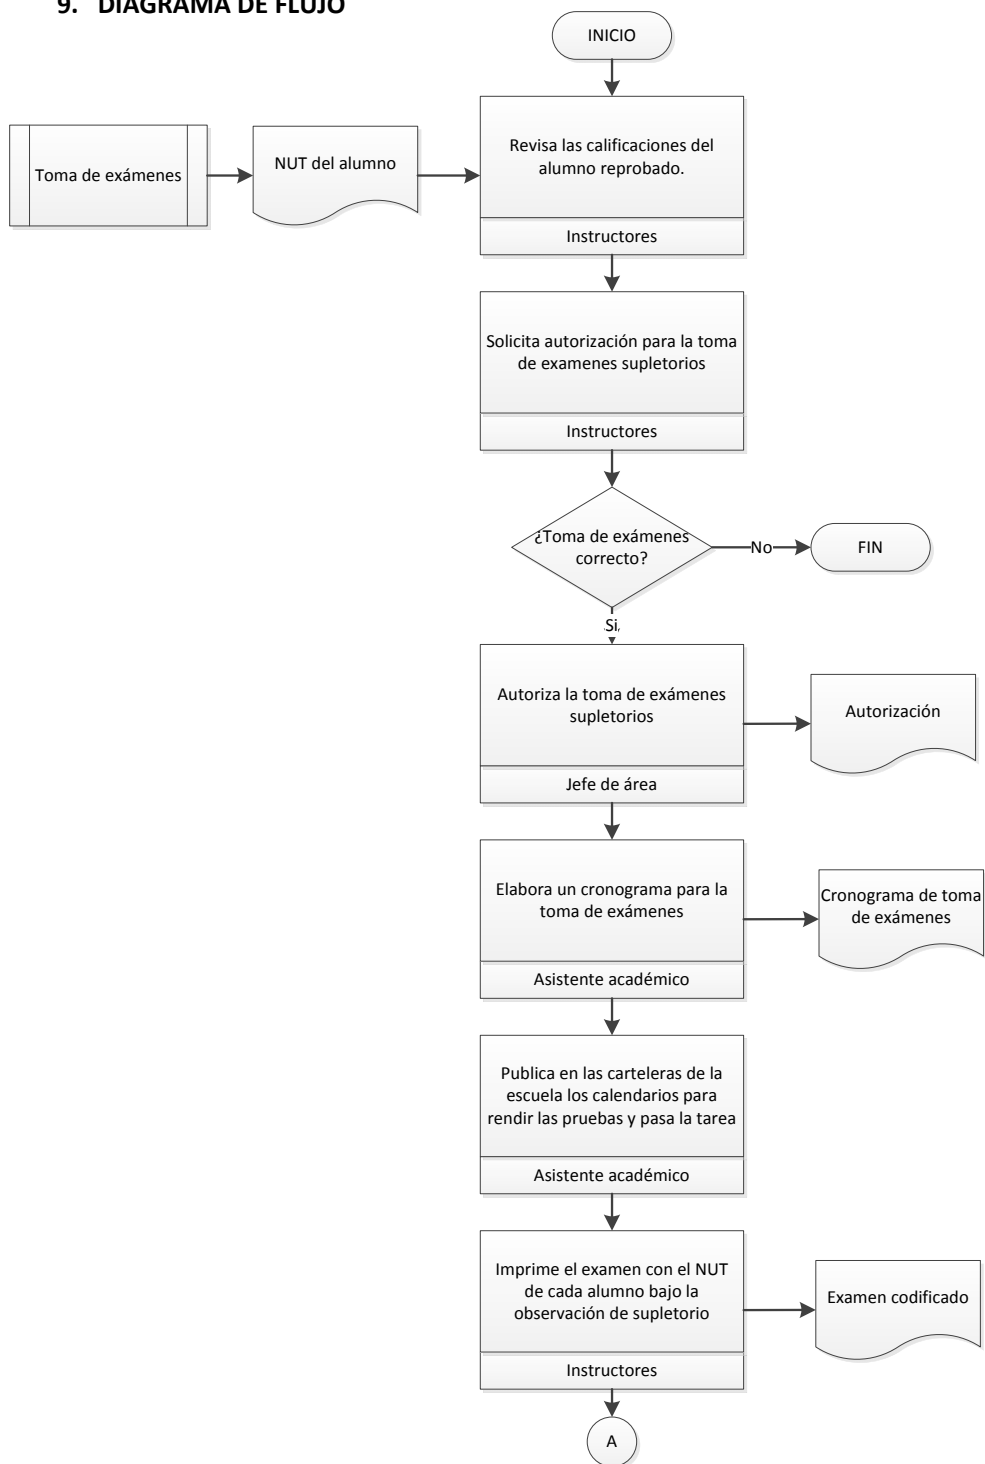 9. DIAGRAMA DE FLUJO
INICIO
Toma de exámenes
NUT del alumno
Revisa las calificaciones del
alumno reprobado.
Instructores
Solicita autorización para la toma
de examenes supletorios
Instructores
¿Toma de exámenes
correcto?
No
FIN
Si
Autoriza la toma de exámenes
supletorios
Jefe de área
Autorización
Elabora un cronograma para la
toma de exámenes
Asistente académico
Cronograma de toma
de exámenes
Publica en las carteleras de la
escuela los calendarios para
rendir las pruebas y pasa la tarea
Asistente académico
Imprime el examen con el NUT
de cada alumno bajo la
observación de supletorio
Instructores
Examen codificado
A